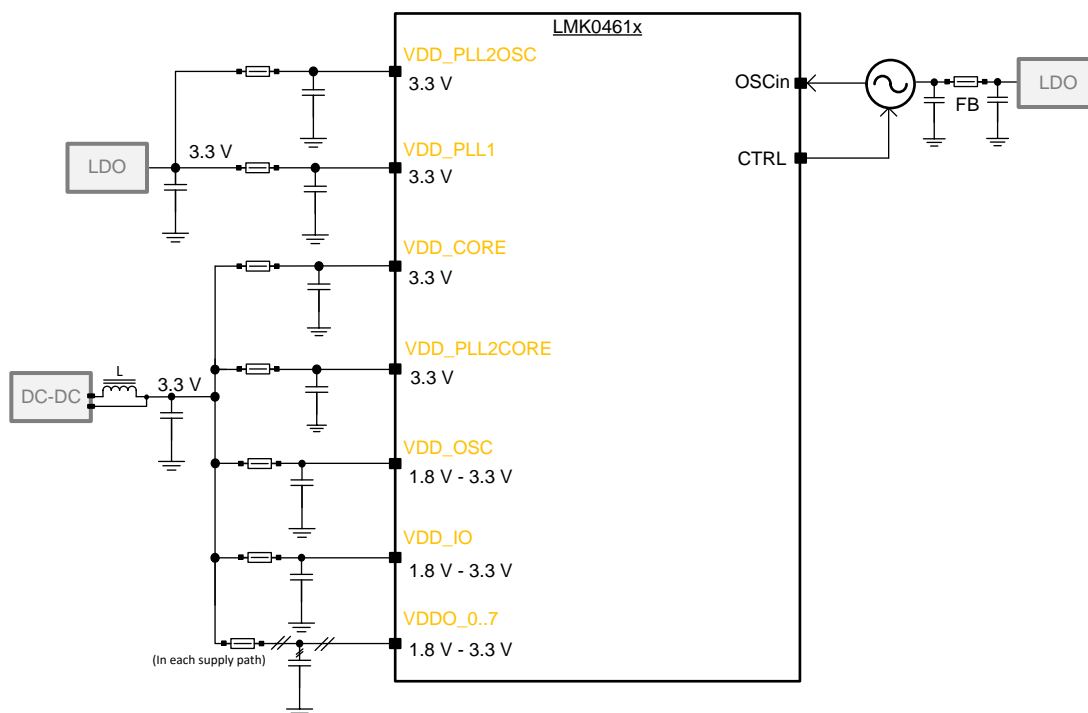 LMK0461x
VDD_PLL2OSC
3.3 V
OSCin
LDO
FB
LDO
3.3 V
VDD_PLL1
3.3 V
CTRL
VDD_CORE
3.3 V
VDD_PLL2CORE
3.3 V
DC-DC
L
3.3 V
VDD_OSC
1.8 V - 3.3 V
VDD_IO
1.8 V - 3.3 V
VDDO_0..7
1.8 V - 3.3 V
(In each supply path)